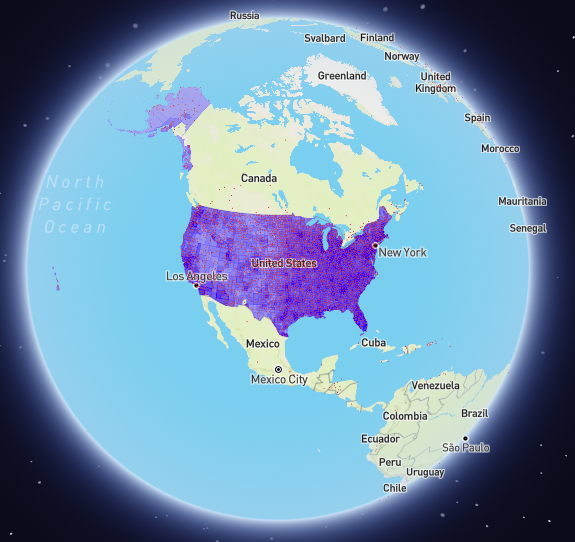 Russia
Svalbard
Finland
Norway
Greenland
United
Kingdom
Spain
Morocco
Canada
North
Pacific
Ocean
Mauritania
Senegal
New York
United States
Los Angeles
Mexico
Cuba
Mexico City
Venezuela
Colombia
Brazil
Ecuador
São Paulo
Peru
Uruguay
Chile